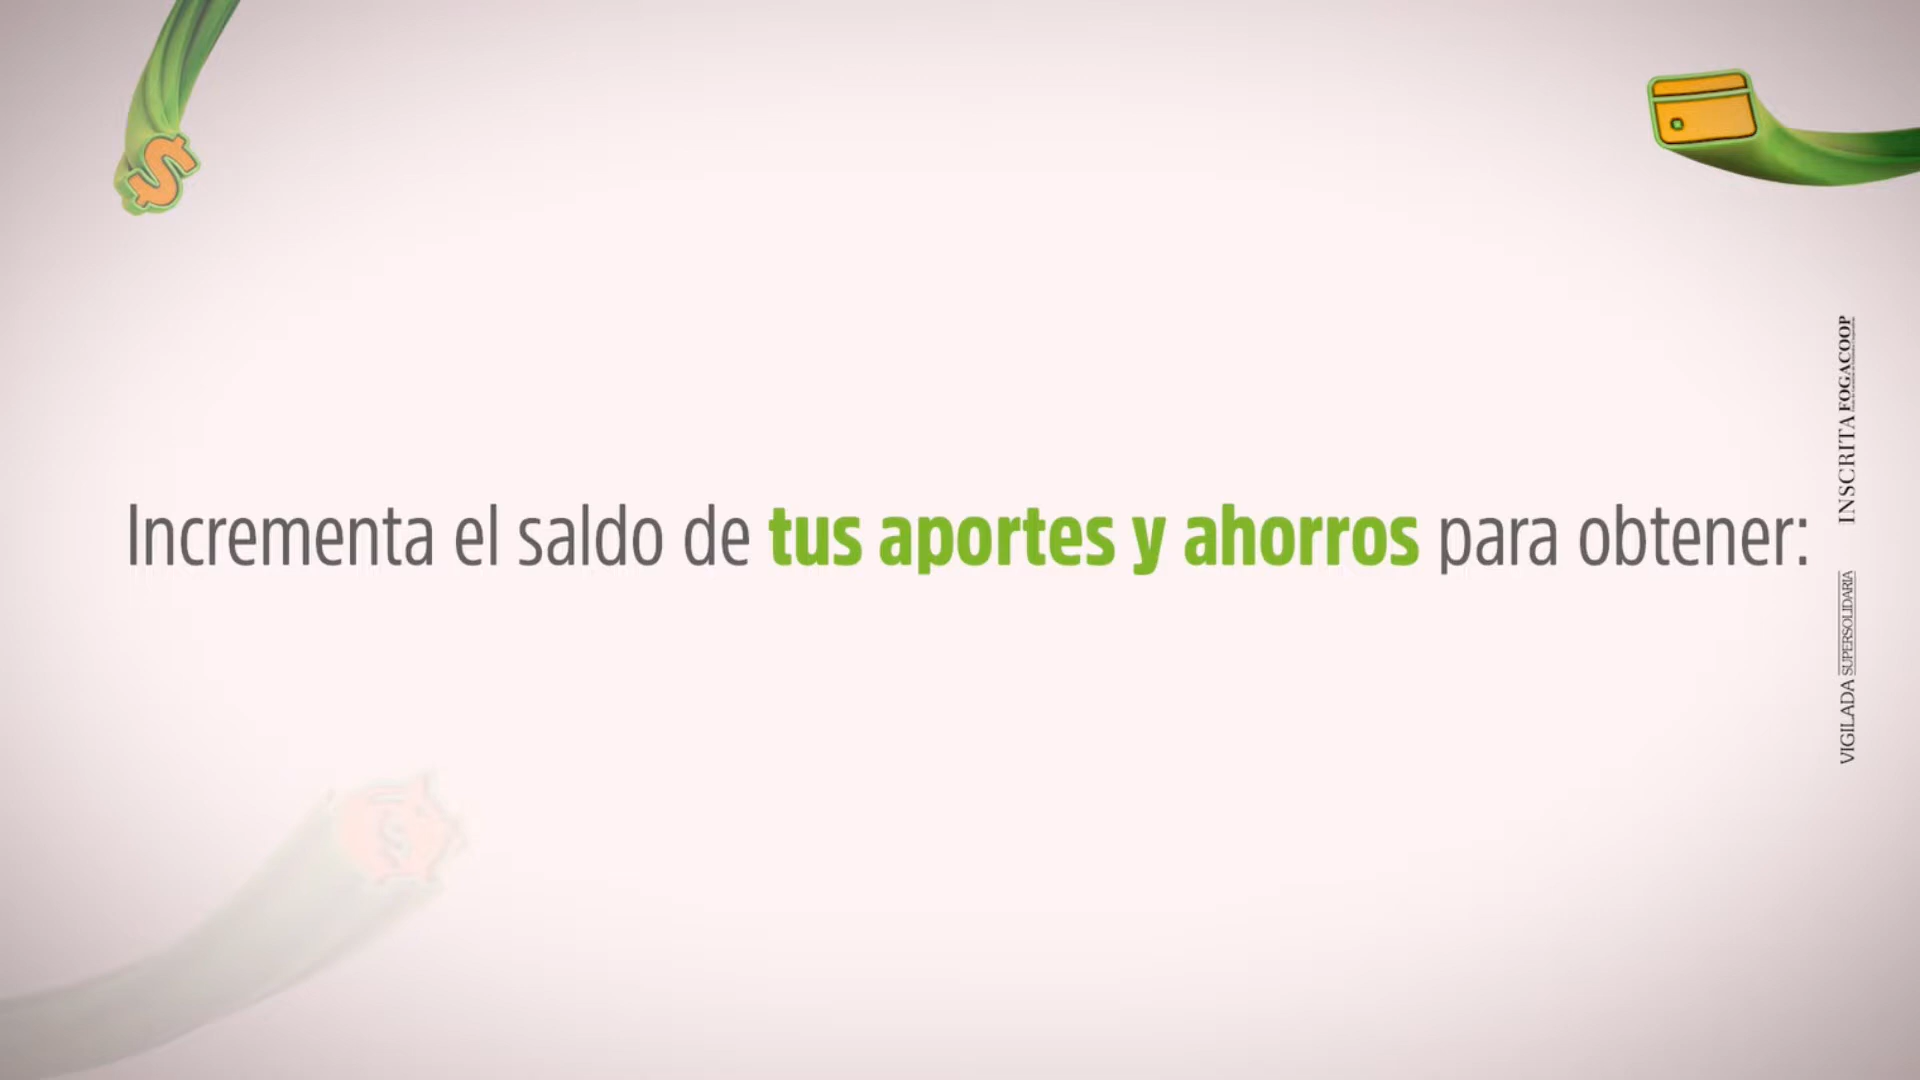 Incrementa el saldo de tus aportes y ahorros para obtener:
INSCRITA FOGACOOP
VIGILADA SUPERSOLIDARIA